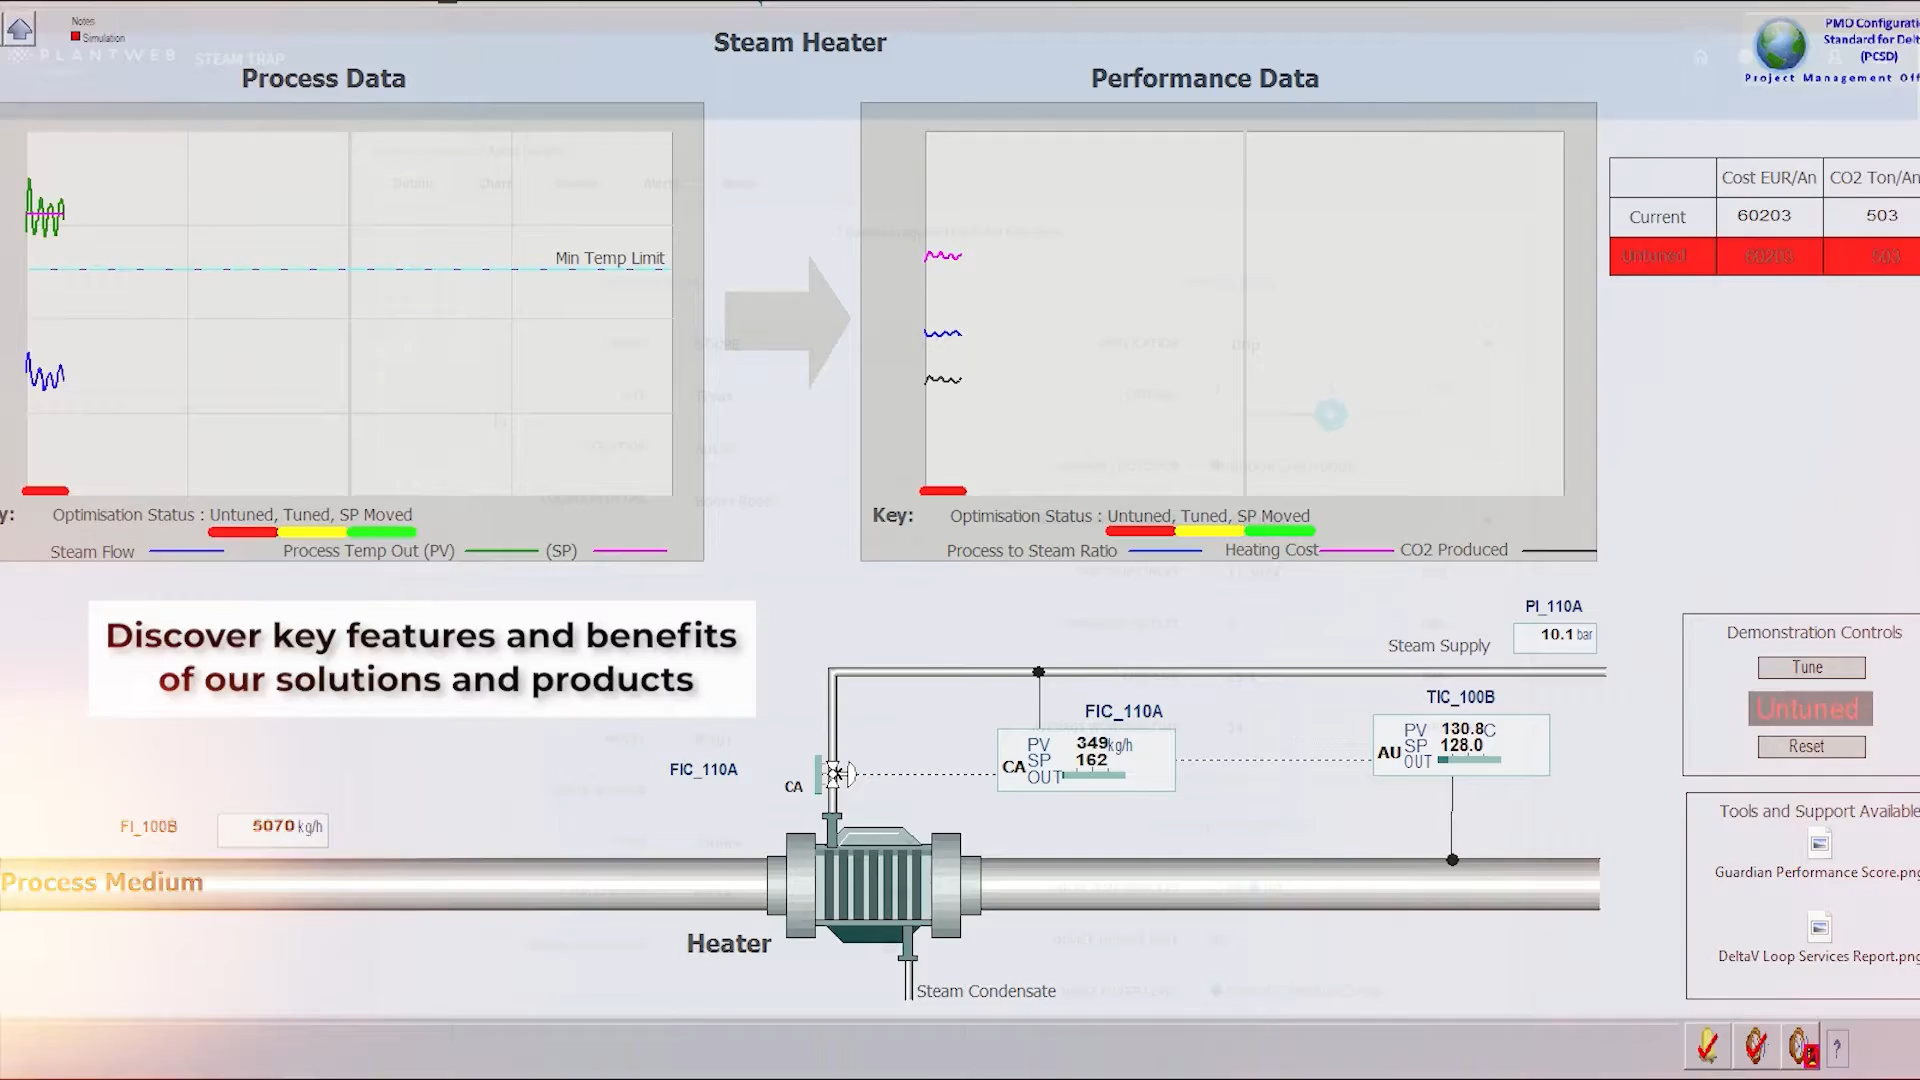 Notes
Simulation
PLANTWEB STEAM TRAP
Steam Heater
PMO Configurati
Standard for Delt
(PCSD)
Project Management Off
Process Data
Performance Data
Min Temp Limit
Cost EUR/An CO2 Ton/An
Current 60203 503
Untuned 60203 503
y: Optimisation Status : Untuned, Tuned, SP Moved
Steam Flow Process Temp Out (PV) (SP)
Key: Optimisation Status : Untuned, Tuned, SP Moved
Process to Steam Ratio Heating Cost CO2 Produced
Discover key features and benefits
of our solutions and products
PI_110A
10.1 bar
Steam Supply
FIC_110A
PV 349 kg/h
CA SP 162
OUT
TIC_100B
PV 130.8 C
AU SP 128.0
OUT
FIC_110A
CA
FI_100B 5070 kg/h
Process Medium
Heater
Steam Condensate
Demonstration Controls
Tune
Untuned
Reset
Tools and Support Available
Guardian Performance Score.png
DeltaV Loop Services Report.png
?